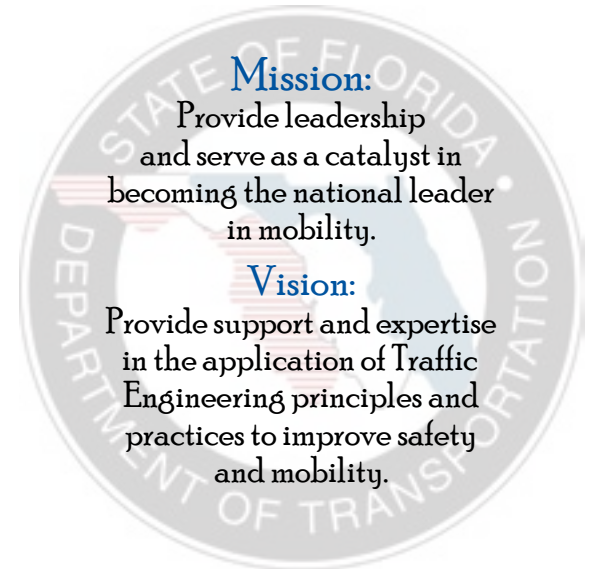 STATE OF FLORIDA
Mission:
Provide leadership
and serve as a catalyst in
becoming the national leader
in mobility.
Vision:
Provide support and expertise
in the application of Traffic
Engineering principles and
practices to improve safety
and mobility.
DEPARTMENT OF TRANSPORTATION